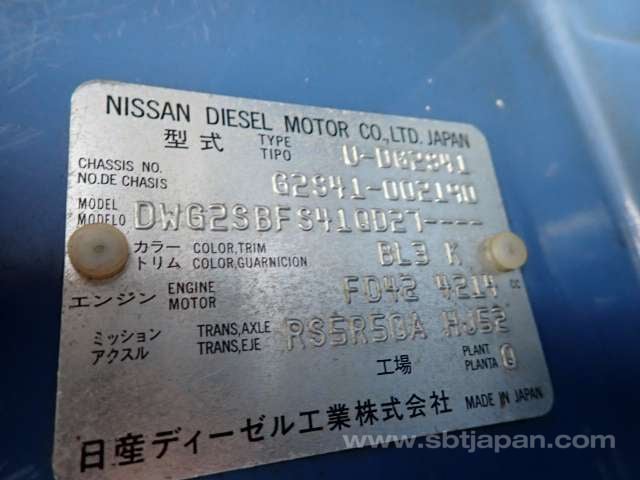 NISSAN DIESEL MOTOR CO.,LTD. JAPAN
型式 TYPE TIPO U-DW2S41
CHASSIS NO. NO.DE CHASIS G2S41-002190
MODEL MODELO DWG2SBFS41QD27----
カラー トリム COLOR,TRIM COLOR,GUARNICION BL3 K
エンジン ENGINE MOTOR FD42 4214 cc
ミッション アクスル TRANS,AXLE TRANS,EJE RS5R50A HJ52
工場 PLANT PLANTA
日産ディーゼル工業株式会社 MADE IN JAPAN
www.sbtjapan.com